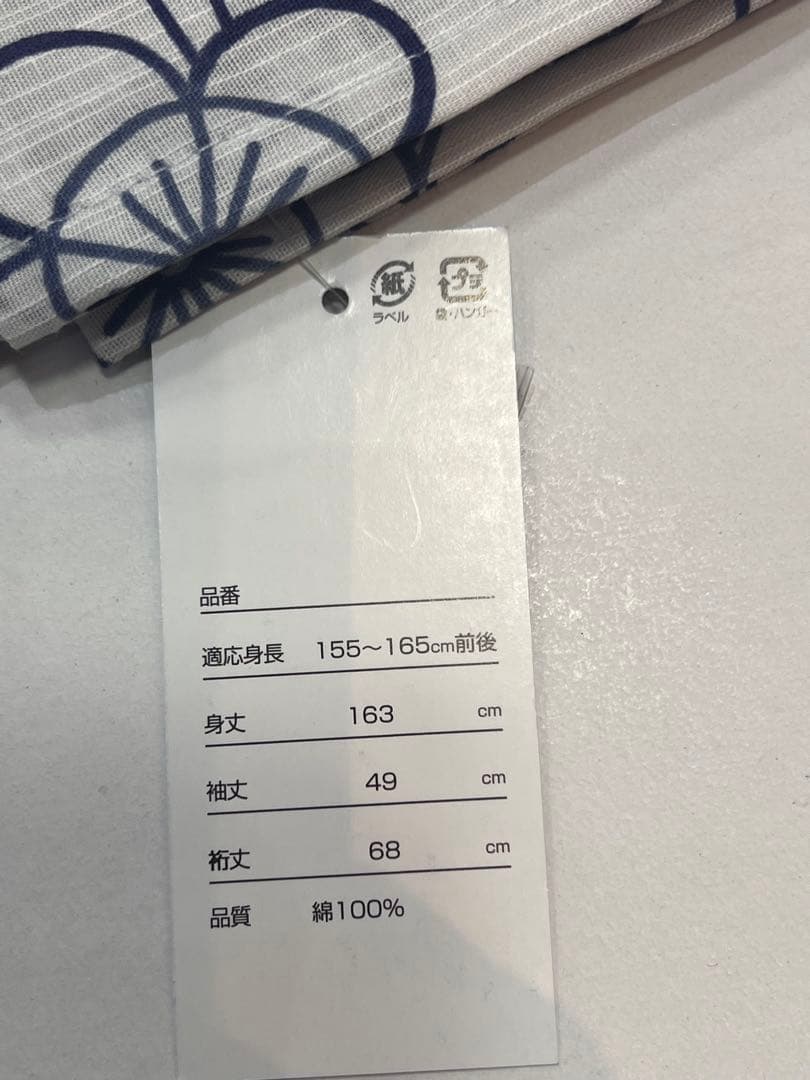 紙
プラ
ラベル
袋・ハンガー
品番
適応身長 155～165cm前後
身丈 163 cm
袖丈 49 cm
裄丈 68 cm
品質 綿100%